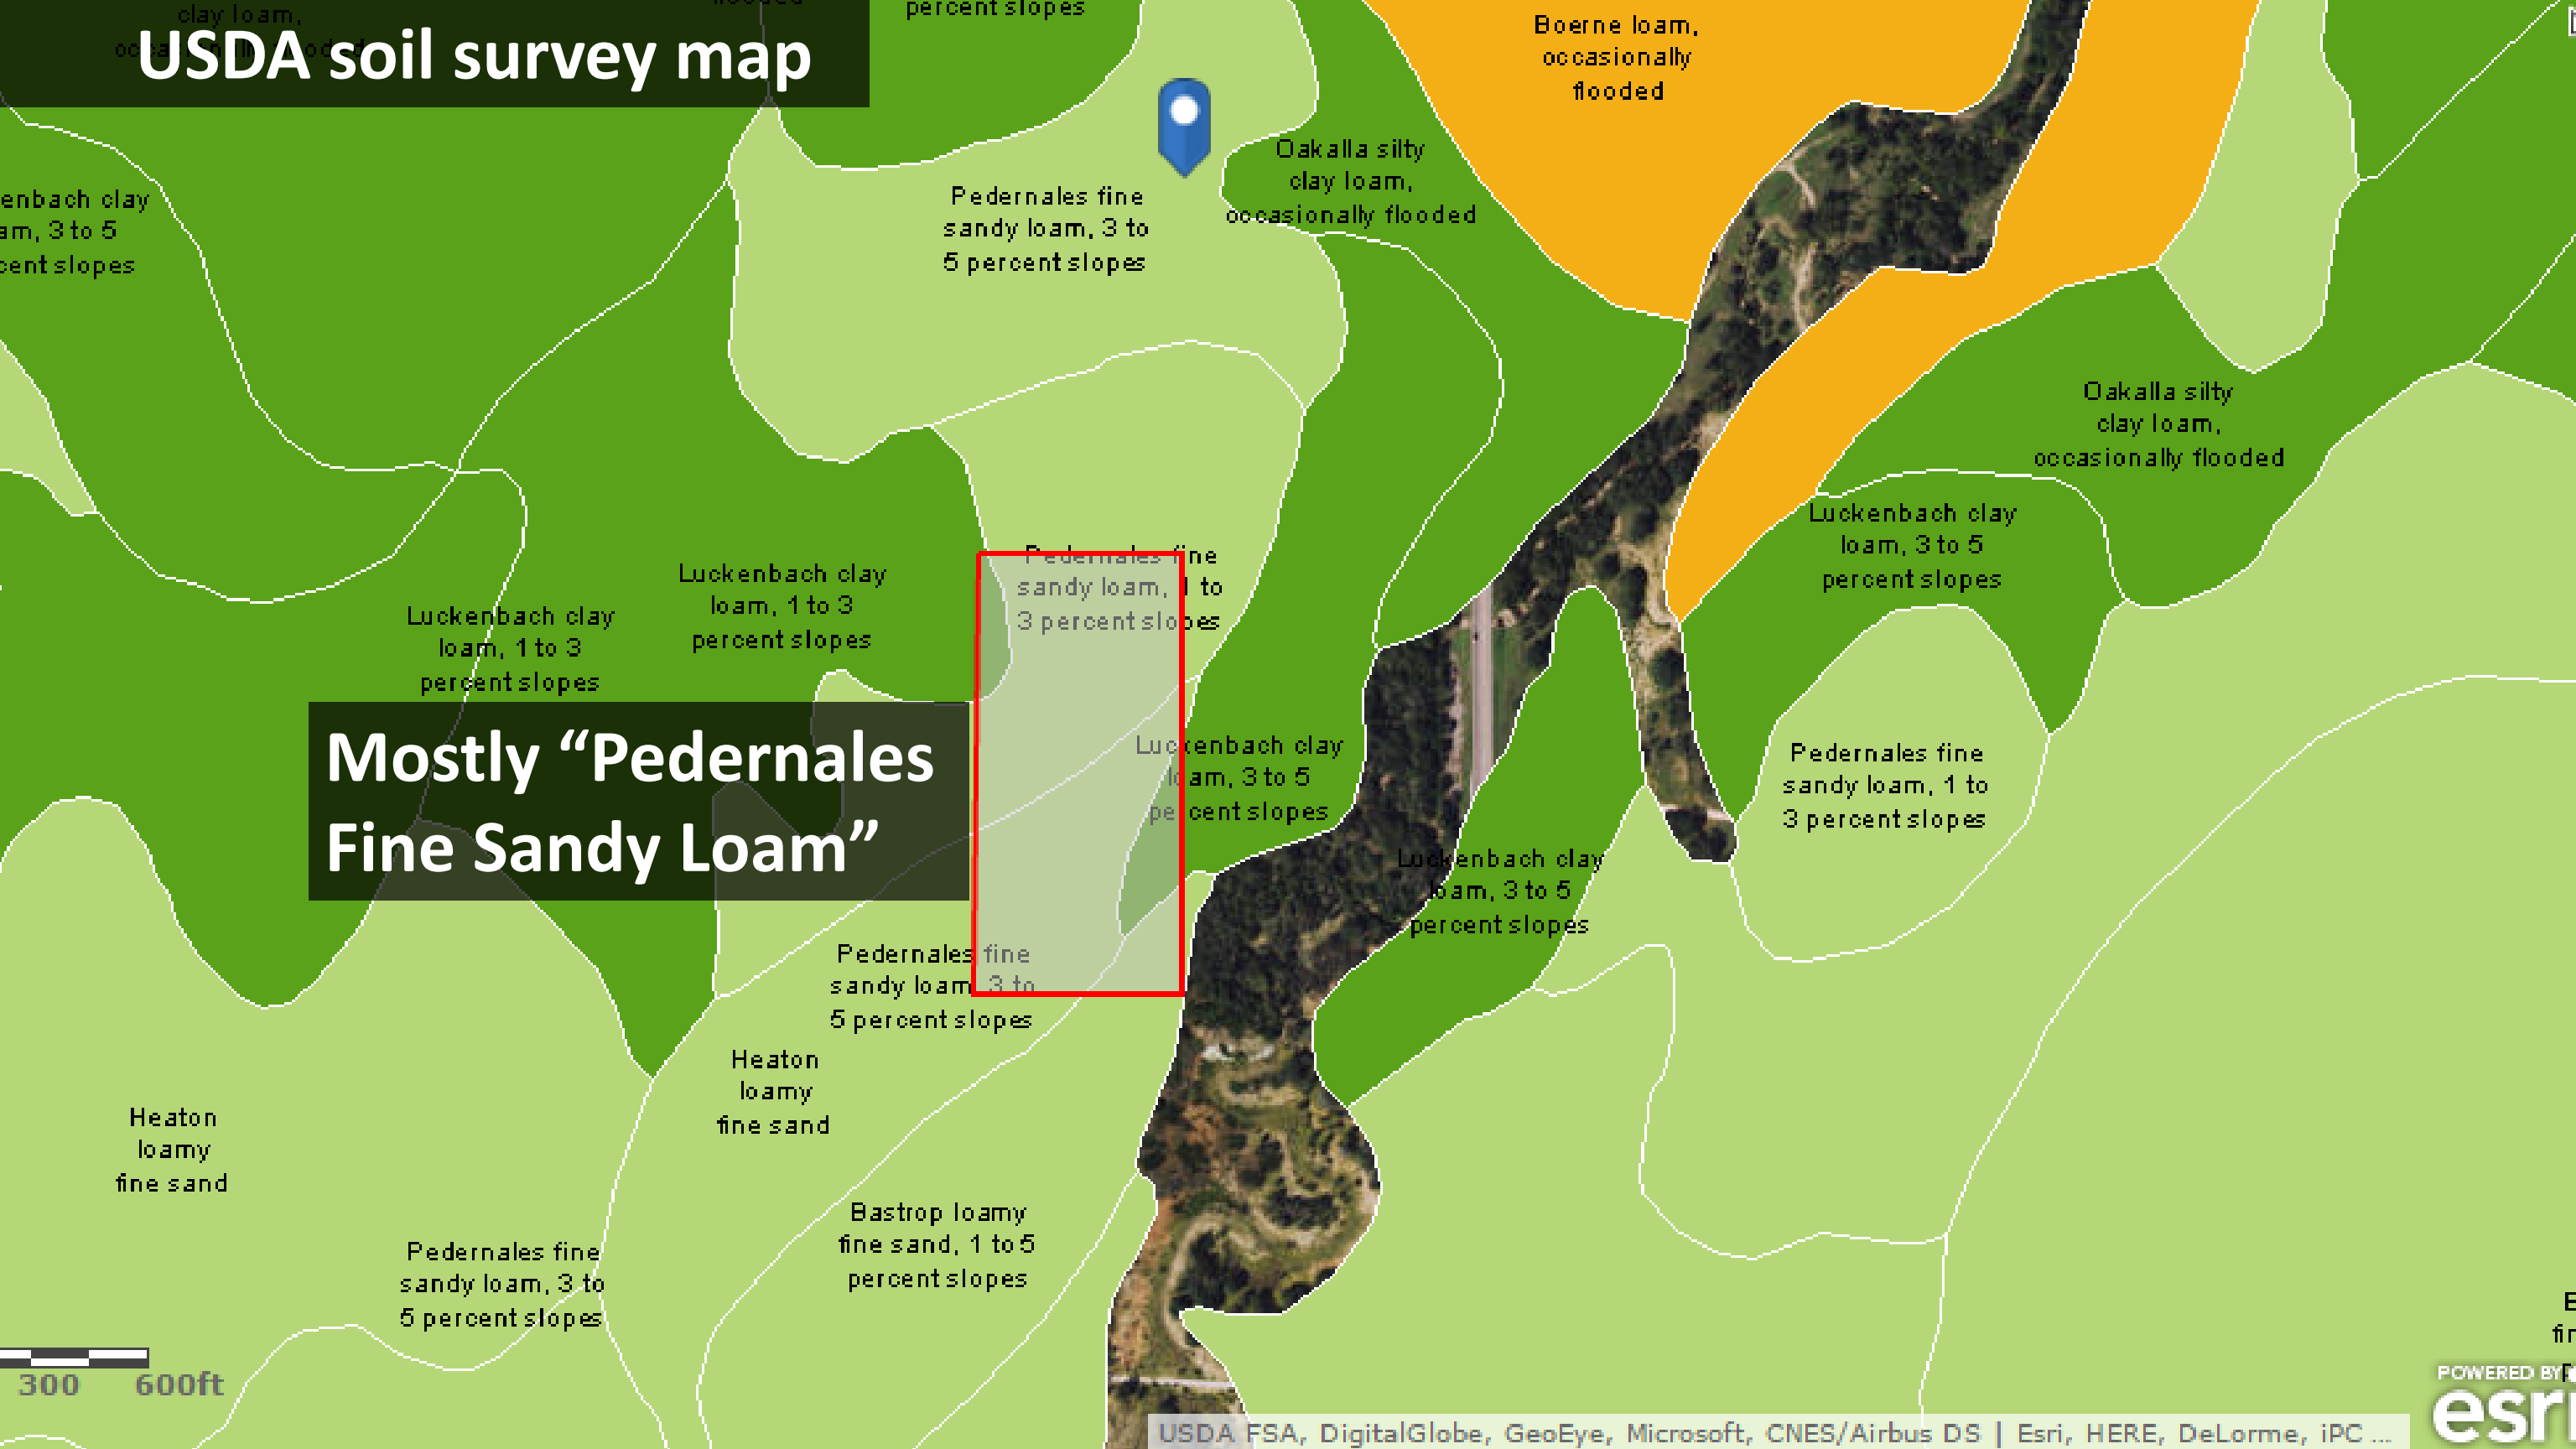 clay loam,
percent slopes
USDA soil survey map
Boerne loam,
occasionally
flooded
Oakalla silty
clay loam,
occasionally flooded
Pedernales fine
sandy loam, 3 to
5 percent slopes
enbach clay
am, 3 to 5
cent slopes
Oakalla silty
clay loam,
occasionally flooded
Luckenbach clay
loam, 3 to 5
percent slopes
Pedernales fine
sandy loam, 1 to
3 percent slopes
Luckenbach clay
loam, 1 to 3
percent slopes
Luckenbach clay
loam, 1 to 3
percent slopes
Mostly “Pedernales
Fine Sandy Loam”
Luckenbach clay
loam, 3 to 5
percent slopes
Pedernales fine
sandy loam, 1 to
3 percent slopes
Luckenbach clay
loam, 3 to 5
percent slopes
Pedernales fine
sandy loam, 3 to
5 percent slopes
Heaton
loamy
fine sand
Heaton
loamy
fine sand
Bastrop loamy
fine sand, 1 to 5
percent slopes
Pedernales fine
sandy loam, 3 to
5 percent slopes
300 600ft
POWERED BY
esri
USDA FSA, DigitalGlobe, GeoEye, Microsoft, CNES/Airbus DS | Esri, HERE, DeLorme, iPC ...